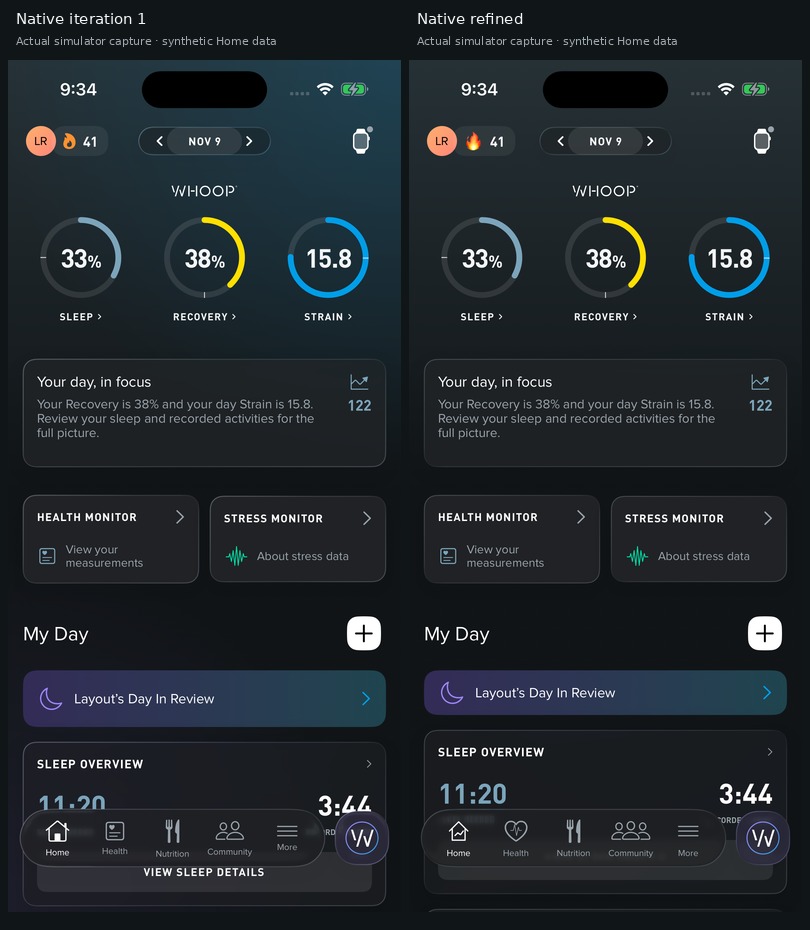 Native iteration 1
Actual simulator capture · synthetic Home data
9:34
LR 41
NOV 9
WHOOP
33%
38%
15.8
SLEEP
RECOVERY
STRAIN
Your day, in focus
Your Recovery is 38% and your day Strain is 15.8.
Review your sleep and recorded activities for the
full picture.
122
HEALTH MONITOR
View your
measurements
STRESS MONITOR
About stress data
My Day
Layout’s Day In Review
SLEEP OVERVIEW
11:20
3:44
Home
Health
Nutrition
Community
More
VIEW SLEEP DETAILS
Native refined
Actual simulator capture · synthetic Home data
9:34
LR 41
NOV 9
WHOOP
33%
38%
15.8
SLEEP
RECOVERY
STRAIN
Your day, in focus
Your Recovery is 38% and your day Strain is 15.8.
Review your sleep and recorded activities for the
full picture.
122
HEALTH MONITOR
View your
measurements
STRESS MONITOR
About stress data
My Day
Layout’s Day In Review
SLEEP OVERVIEW
11:20
3:44
Home
Health
Nutrition
Community
More